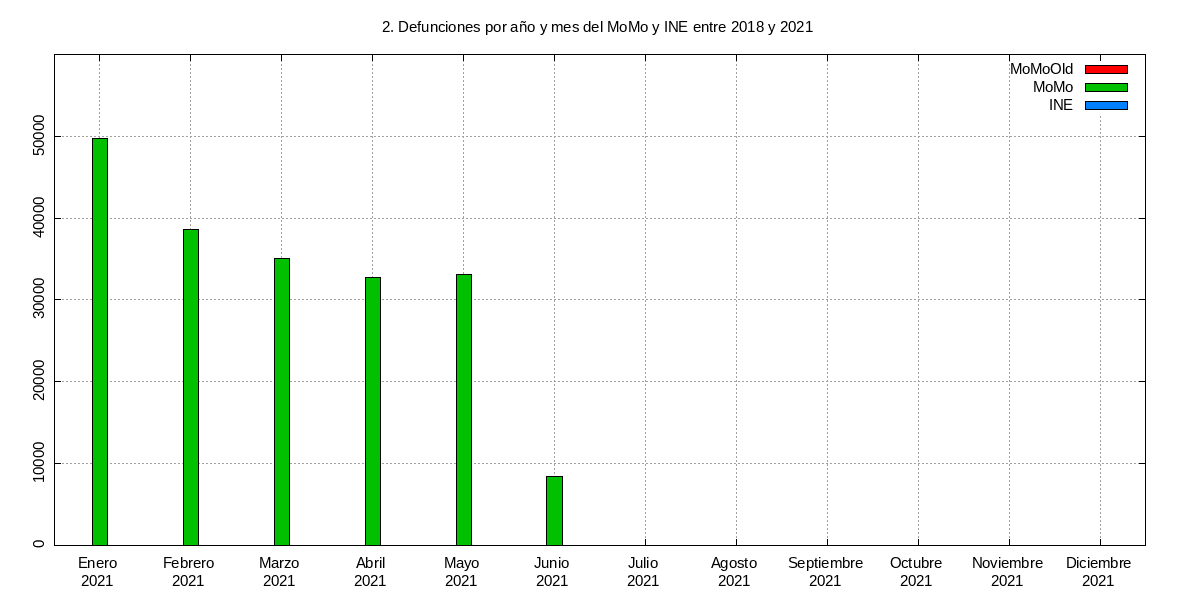 2. Defunciones por año y mes del MoMo y INE entre 2018 y 2021
MoMoOld
MoMo
INE
50000
40000
30000
20000
10000
0
Enero Febrero Marzo Abril Mayo Junio Julio Agosto Septiembre Octubre Noviembre Diciembre
2021 2021 2021 2021 2021 2021 2021 2021 2021 2021 2021 2021